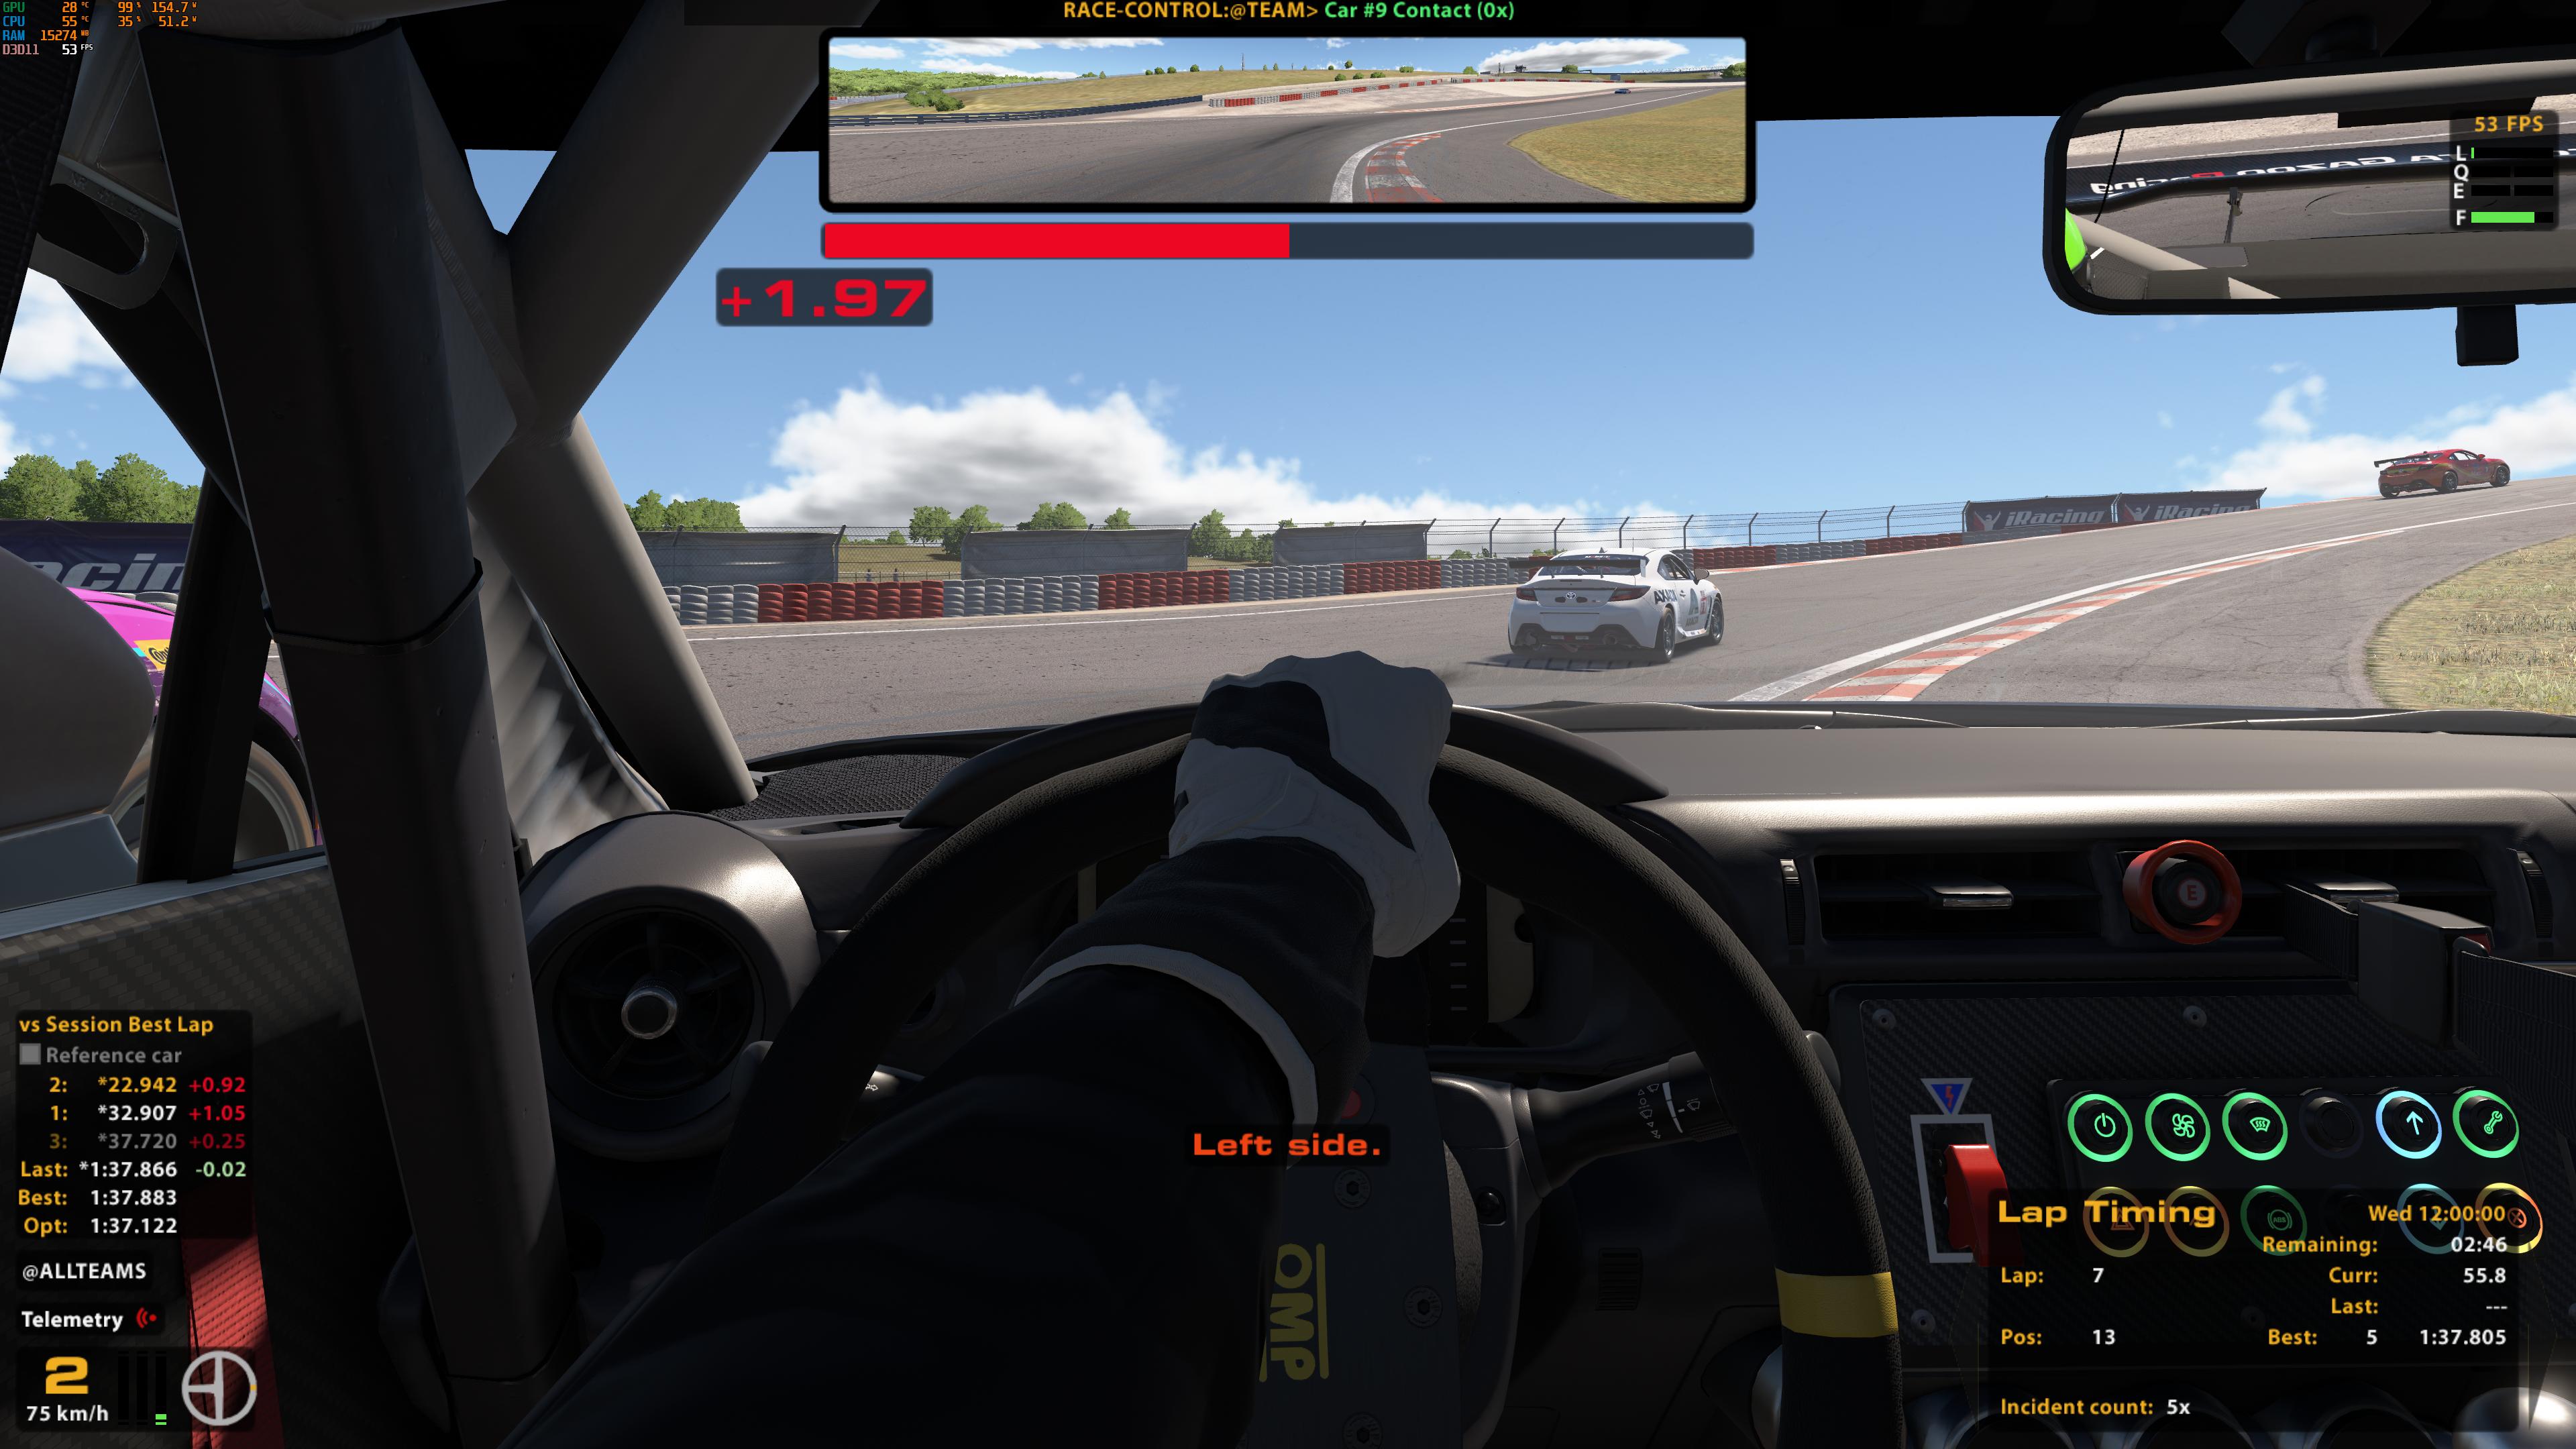 GPU 28 °C 99 % 154.7 W
CPU 55 °C 35 % 51.2 W
RAM 15274 MB
D3D11 53 FPS
RACE-CONTROL:@TEAM> Car #9 Contact (0x)
53 FPS
L
Q
E
F
+1.97
iRacing
iRacing
E
vs Session Best Lap
Reference car
2: *22.942 +0.92
1: *32.907 +1.05
3: *37.720 +0.25
Last: *1:37.866 -0.02
Best: 1:37.883
Opt: 1:37.122
@ALLTEAMS
Telemetry
2
75 km/h
Left side.
OMP
Lap Timing Wed 12:00:00
Remaining: 02:46
Lap: 7 Curr: 55.8
Last: ---
Pos: 13 Best: 5 1:37.805
Incident count: 5x